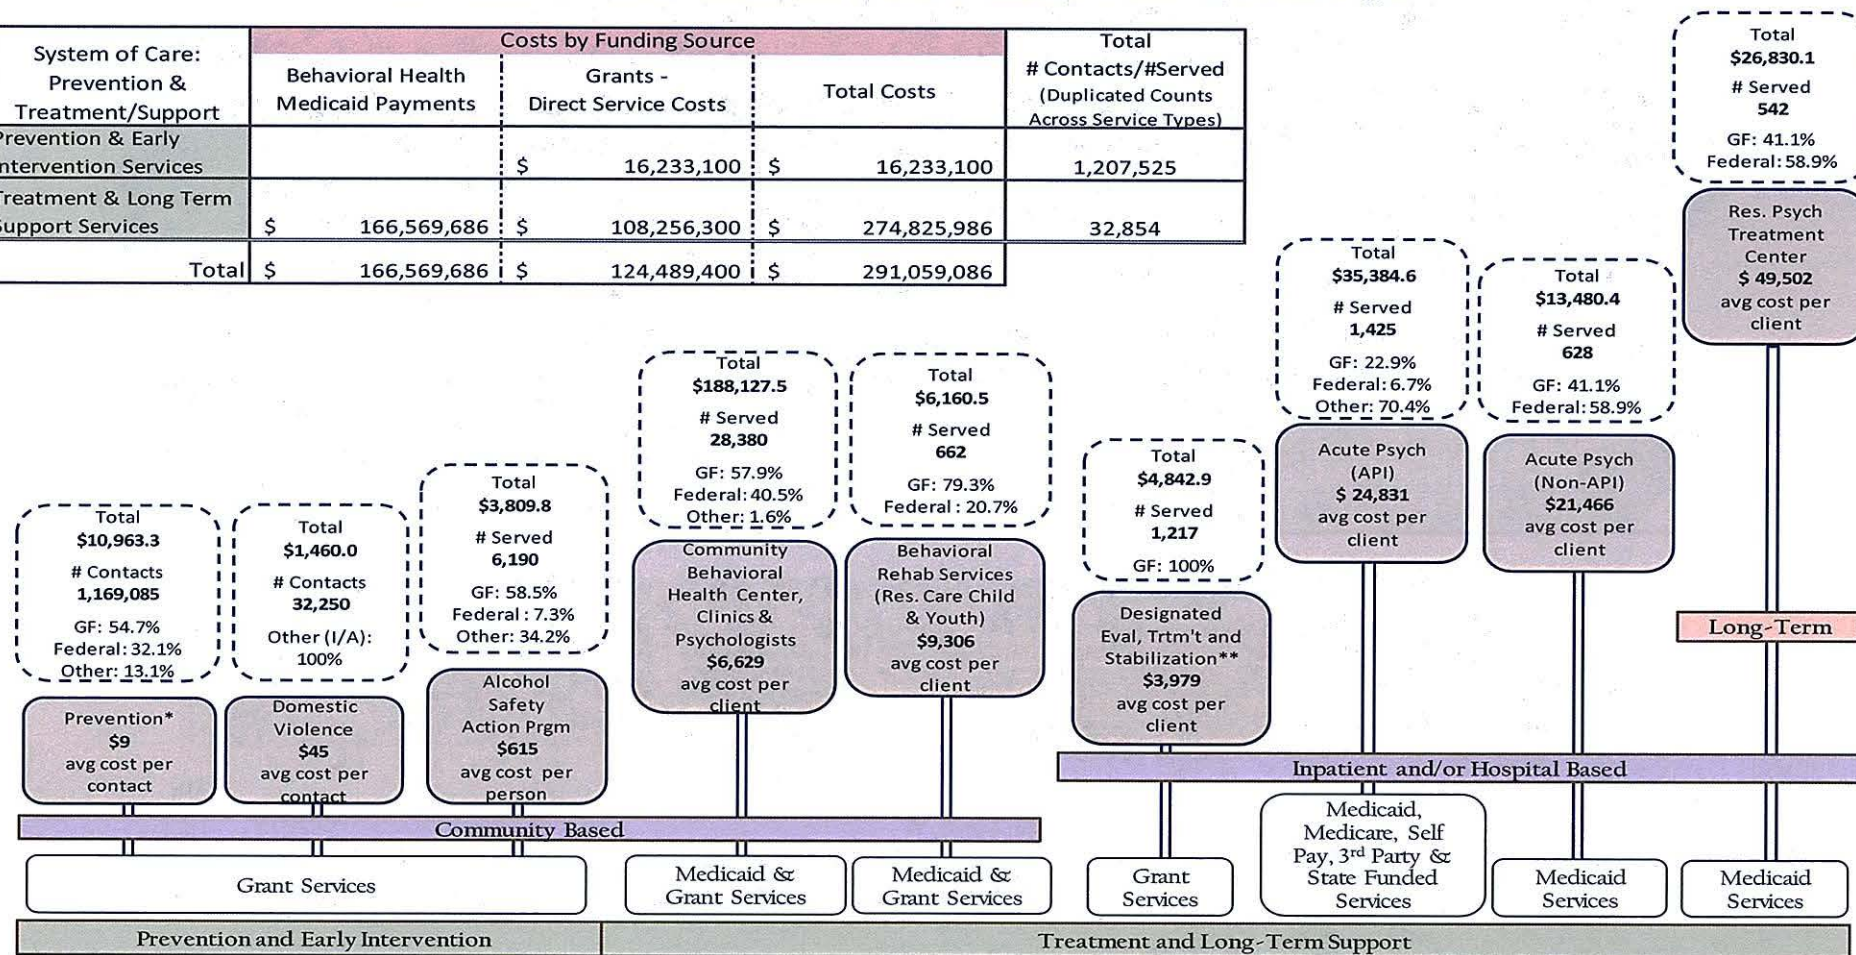 System of Care:
Prevention &
Treatment/Support
Costs by Funding Source
Behavioral Health
Medicaid Payments
Grants -
Direct Service Costs
Total Costs
Total
# Contacts/#Served
(Duplicated Counts
Across Service Types)
Prevention & Early
Intervention Services
$ 16,233,100 $ 16,233,100 1,207,525
Treatment & Long Term
Support Services
$ 166,569,686 $ 108,256,300 $ 274,825,986 32,854
Total $ 166,569,686 $ 124,489,400 $ 291,059,086
Total
$10,963.3
# Contacts
1,169,085
GF: 54.7%
Federal: 32.1%
Other: 13.1%
Prevention*
$9
avg cost per
contact
Total
$1,460.0
# Contacts
32,250
Other (I/A):
100%
Domestic
Violence
$45
avg cost per
contact
Total
$3,809.8
# Served
6,190
GF: 58.5%
Federal : 7.3%
Other: 34.2%
Alcohol
Safety
Action Prgm
$615
avg cost per
person
Total
$188,127.5
# Served
28,380
GF: 57.9%
Federal: 40.5%
Other: 1.6%
Community
Behavioral
Health Center,
Clinics &
Psychologists
$6,629
avg cost per
client
Total
$6,160.5
# Served
662
GF: 79.3%
Federal : 20.7%
Behavioral
Rehab Services
(Res. Care Child
& Youth)
$9,306
avg cost per
client
Total
$4,842.9
# Served
1,217
GF: 100%
Designated
Eval, Trtm't and
Stabilization**
$3,979
avg cost per
client
Total
$35,384.6
# Served
1,425
GF: 22.9%
Federal: 6.7%
Other: 70.4%
Acute Psych
(API)
$ 24,831
avg cost per
client
Total
$13,480.4
# Served
628
GF: 41.1%
Federal: 58.9%
Acute Psych
(Non-API)
$21,466
avg cost per
client
Total
$26,830.1
# Served
542
GF: 41.1%
Federal: 58.9%
Res. Psych
Treatment
Center
$ 49,502
avg cost per
client
Long-Term
Inpatient and/or Hospital Based
Community Based
Grant Services
Medicaid &
Grant Services
Medicaid &
Grant Services
Grant
Services
Medicaid,
Medicare, Self
Pay, 3rd Party &
State Funded
Services
Medicaid
Services
Medicaid
Services
Prevention and Early Intervention
Treatment and Long-Term Support